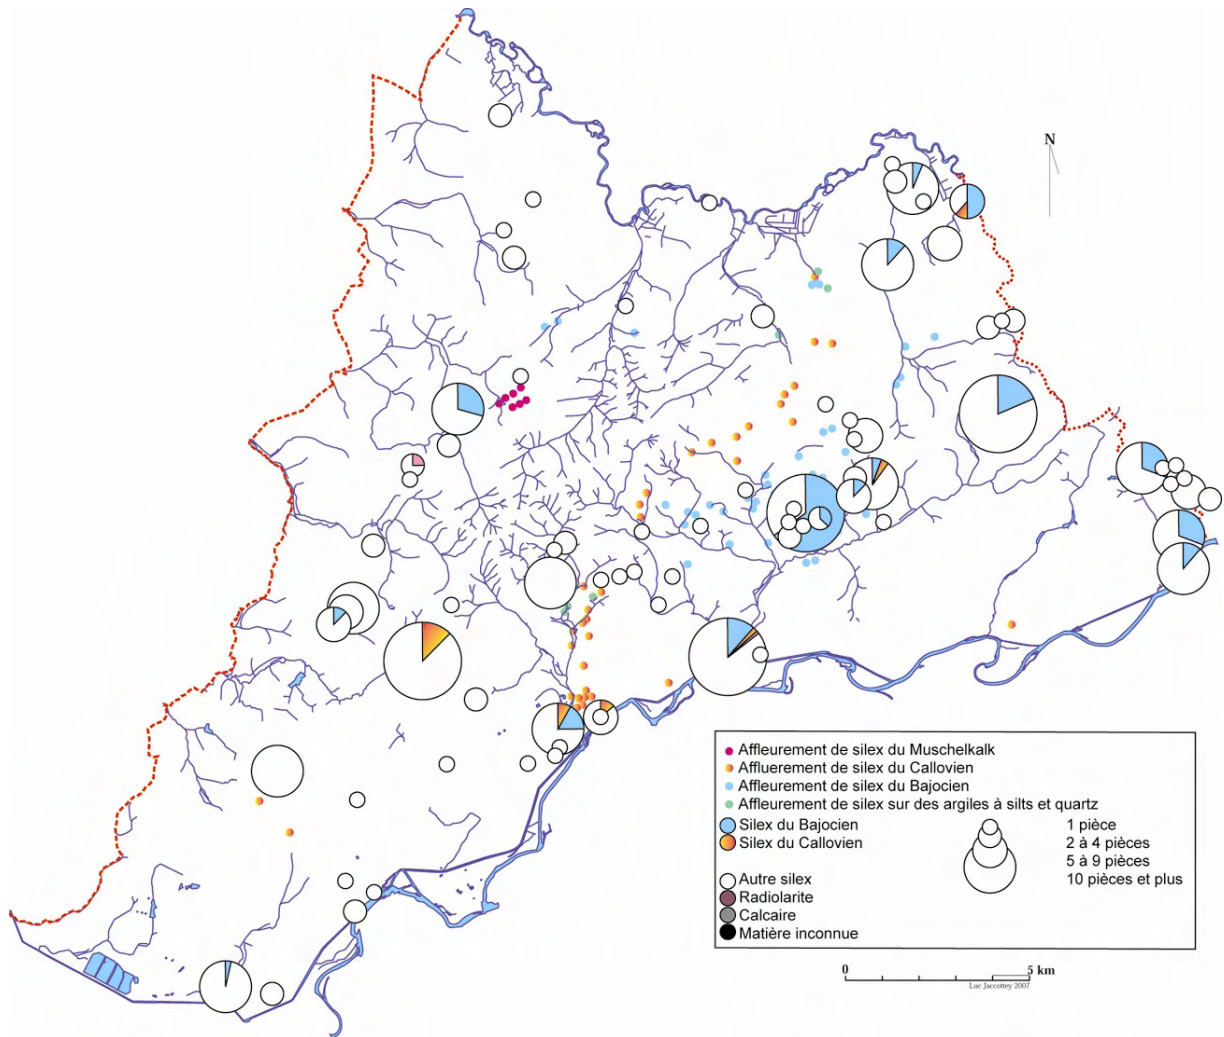 N
Affleurement de silex du Muschelkalk
Affluerement de silex du Callovien
Affleurement de silex du Bajocien
Affleurement de silex sur des argiles à silts et quartz
Silex du Bajocien
Silex du Callovien
1 pièce
2 à 4 pièces
5 à 9 pièces
10 pièces et plus
Autre silex
Radiolarite
Calcaire
Matière inconnue
0 5 km
Luc Jaccottey 2007